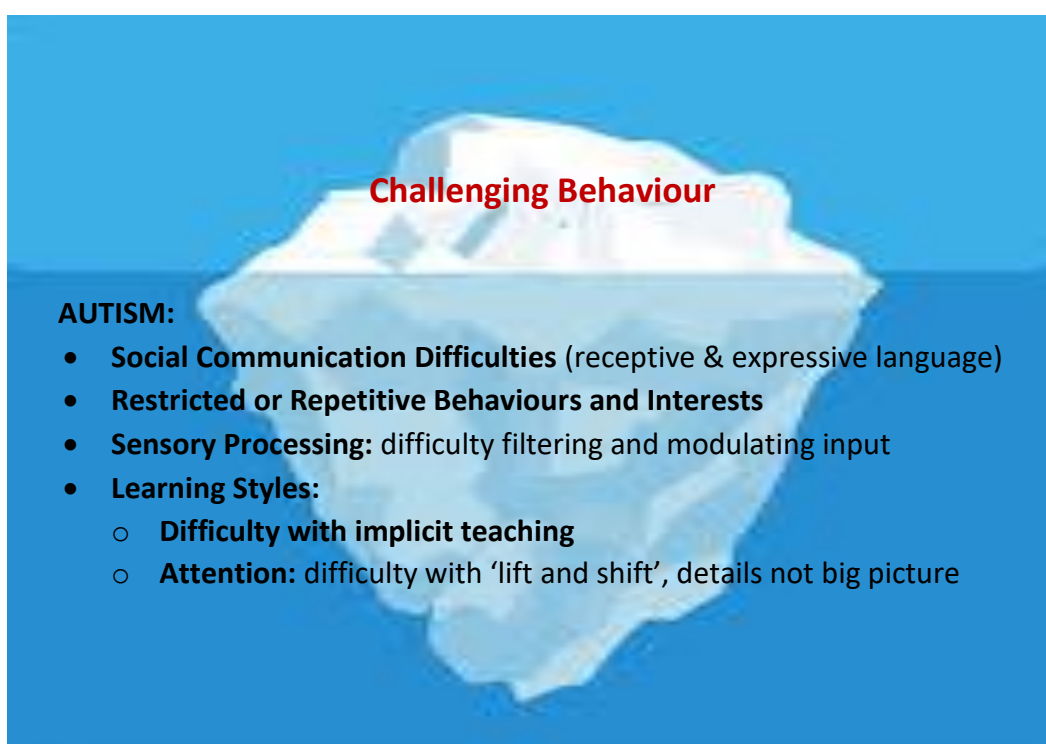 Challenging Behaviour
AUTISM:
• Social Communication Difficulties (receptive & expressive language)
• Restricted or Repetitive Behaviours and Interests
• Sensory Processing: difficulty filtering and modulating input
• Learning Styles:
o Difficulty with implicit teaching
o Attention: difficulty with ‘lift and shift’, details not big picture